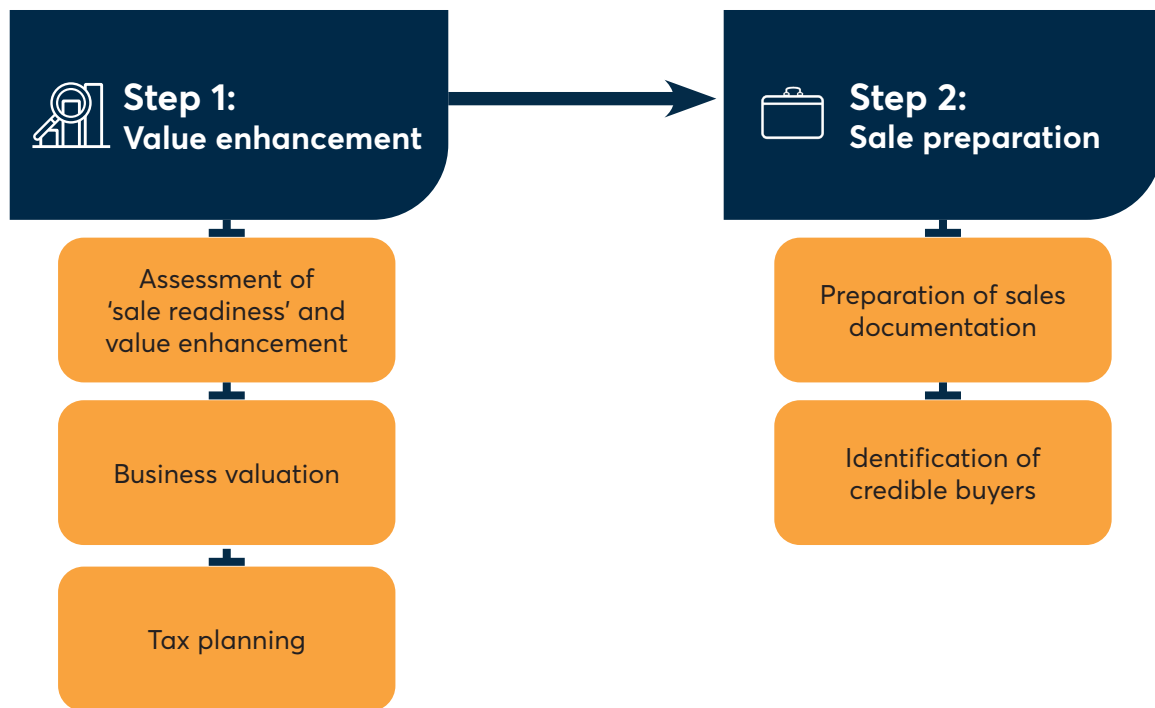 Step 1:
Value enhancement
Assessment of
‘sale readiness’ and
value enhancement
Business valuation
Tax planning
Step 2:
Sale preparation
Preparation of sales
documentation
Identification of
credible buyers